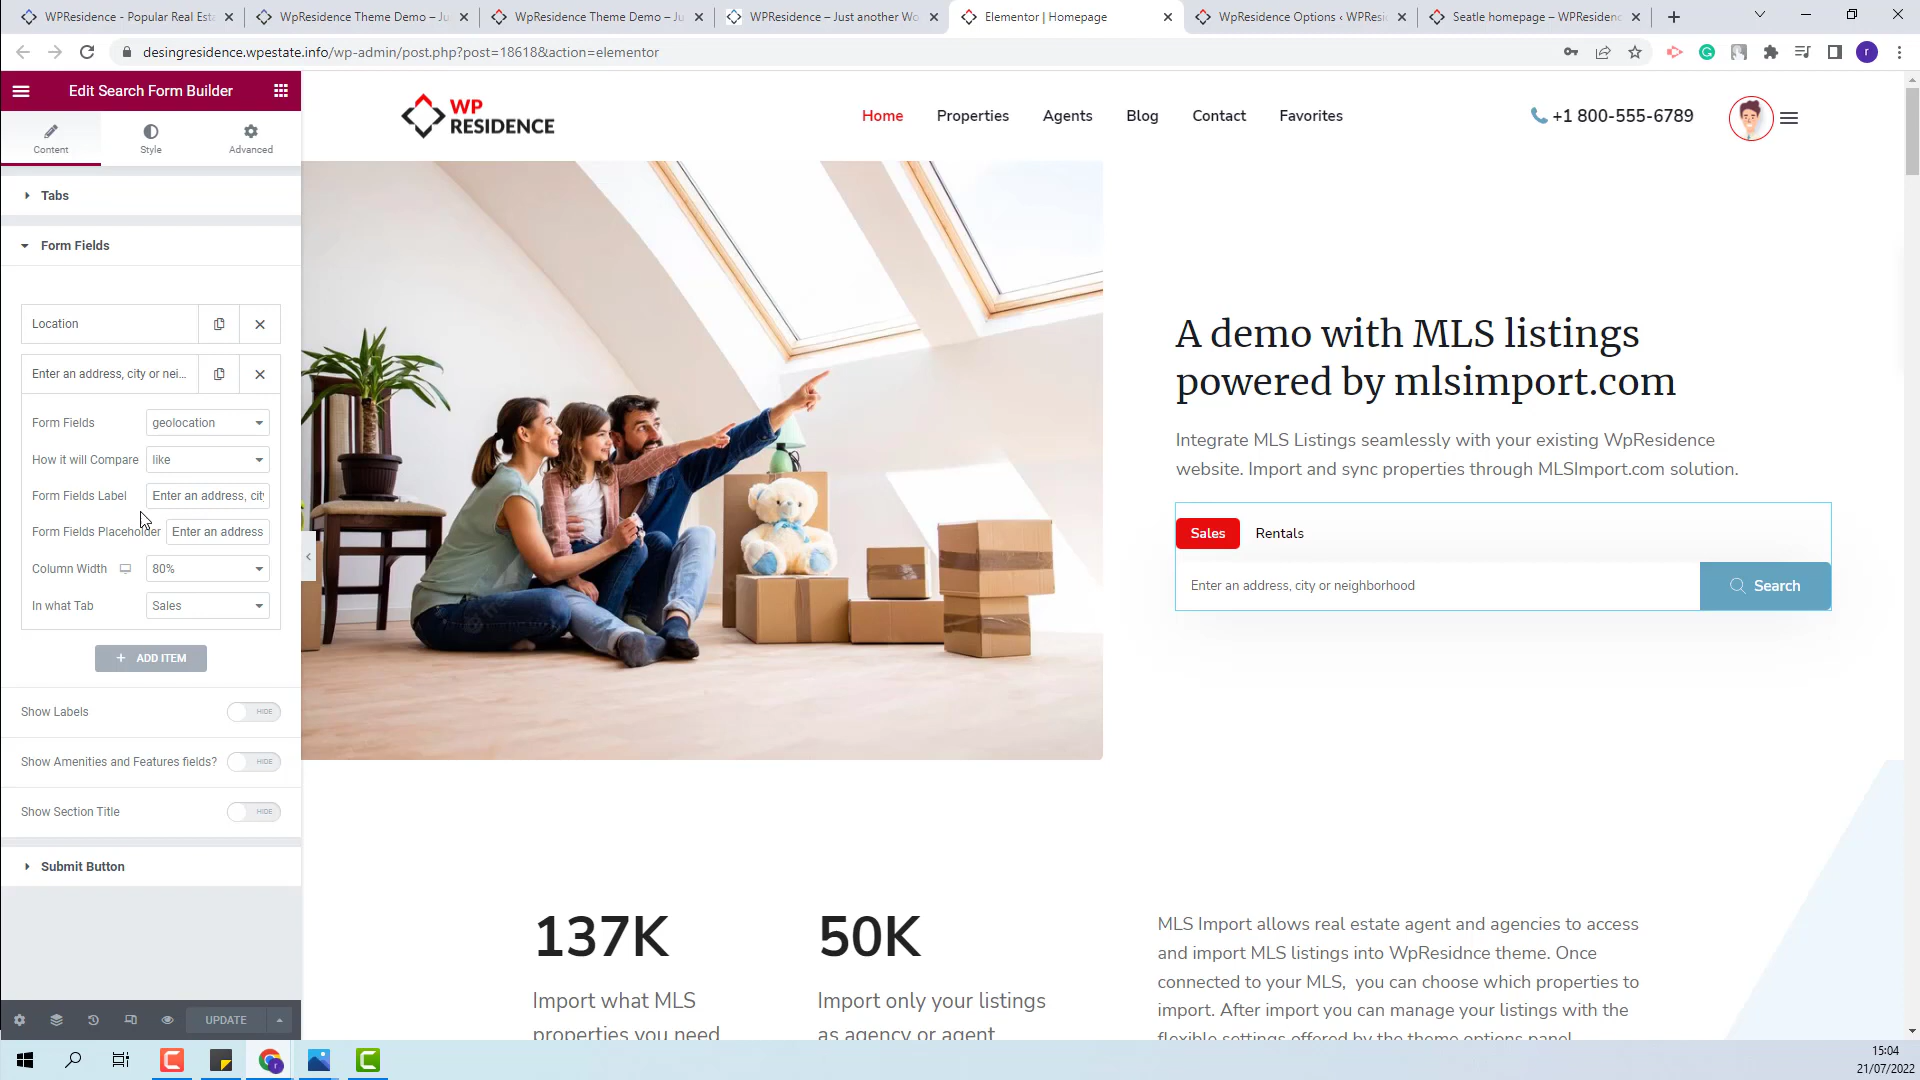 WPResidence - Popular Real Esta
WpResidence Theme Demo – Ju
WpResidence Theme Demo – Ju
WPResidence – Just another Wo
Elementor | Homepage
WpResidence Options ‹ WPResi
Seatle homepage – WPResidenc
desingresidence.wpestate.info/wp-admin/post.php?post=18618&action=elementor
r
Edit Search Form Builder
Content
Style
Advanced
Tabs
Form Fields
Location
Enter an address, city or nei...
Form Fields
geolocation
How it will Compare
like
Form Fields Label
Enter an address, city
Form Fields Placeholder
Enter an address
Column Width
80%
In what Tab
Sales
+ ADD ITEM
Show Labels
HIDE
Show Amenities and Features fields?
HIDE
Show Section Title
HIDE
Submit Button
UPDATE
WP
RESIDENCE
Home
Properties
Agents
Blog
Contact
Favorites
+1 800-555-6789
A demo with MLS listings
powered by mlsimport.com
Integrate MLS Listings seamlessly with your existing WpResidence
website. Import and sync properties through MLSImport.com solution.
Sales
Rentals
Enter an address, city or neighborhood
Search
137K
Import what MLS
properties you need
50K
Import only your listings
as agency or agent
MLS Import allows real estate agent and agencies to access
and import MLS listings into WpResidnce theme. Once
connected to your MLS, you can choose which properties to
import. After import you can manage your listings with the
flexible settings offered by the theme options panel
15:04
21/07/2022